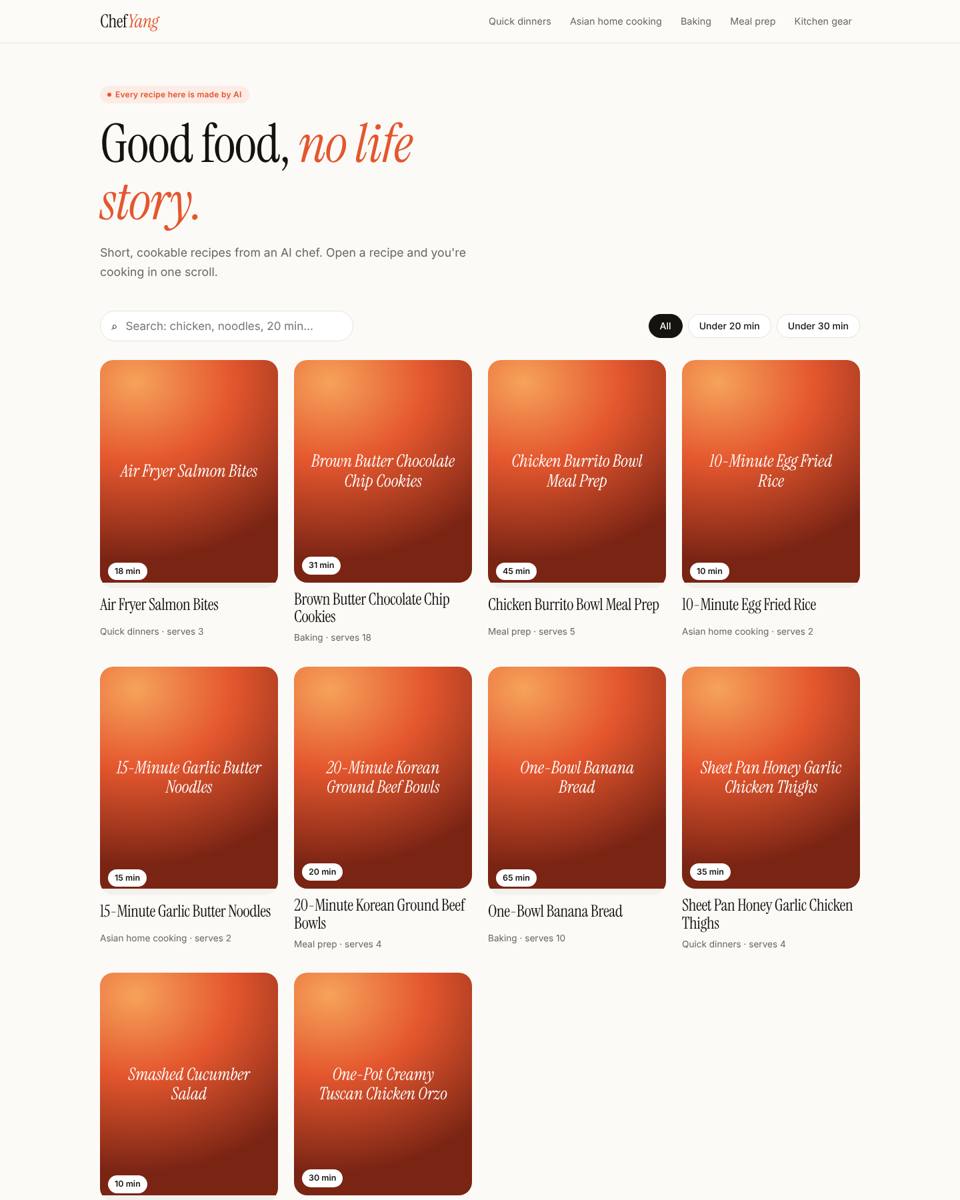 ChefYang
Quick dinners
Asian home cooking
Baking
Meal prep
Kitchen gear
Every recipe here is made by AI
Good food, no life
story.
Short, cookable recipes from an AI chef. Open a recipe and you're
cooking in one scroll.
Search: chicken, noodles, 20 min...
All
Under 20 min
Under 30 min
Air Fryer Salmon Bites
18 min
Air Fryer Salmon Bites
Quick dinners · serves 3
Brown Butter Chocolate
Chip Cookies
31 min
Brown Butter Chocolate Chip
Cookies
Baking · serves 18
Chicken Burrito Bowl
Meal Prep
45 min
Chicken Burrito Bowl Meal Prep
Meal prep · serves 5
10-Minute Egg Fried
Rice
10 min
10-Minute Egg Fried Rice
Asian home cooking · serves 2
15-Minute Garlic Butter
Noodles
15 min
15-Minute Garlic Butter Noodles
Asian home cooking · serves 2
20-Minute Korean
Ground Beef Bowls
20 min
20-Minute Korean Ground Beef
Bowls
Meal prep · serves 4
One-Bowl Banana
Bread
65 min
One-Bowl Banana Bread
Baking · serves 10
Sheet Pan Honey Garlic
Chicken Thighs
35 min
Sheet Pan Honey Garlic Chicken
Thighs
Quick dinners · serves 4
Smashed Cucumber
Salad
10 min
One-Pot Creamy
Tuscan Chicken Orzo
30 min